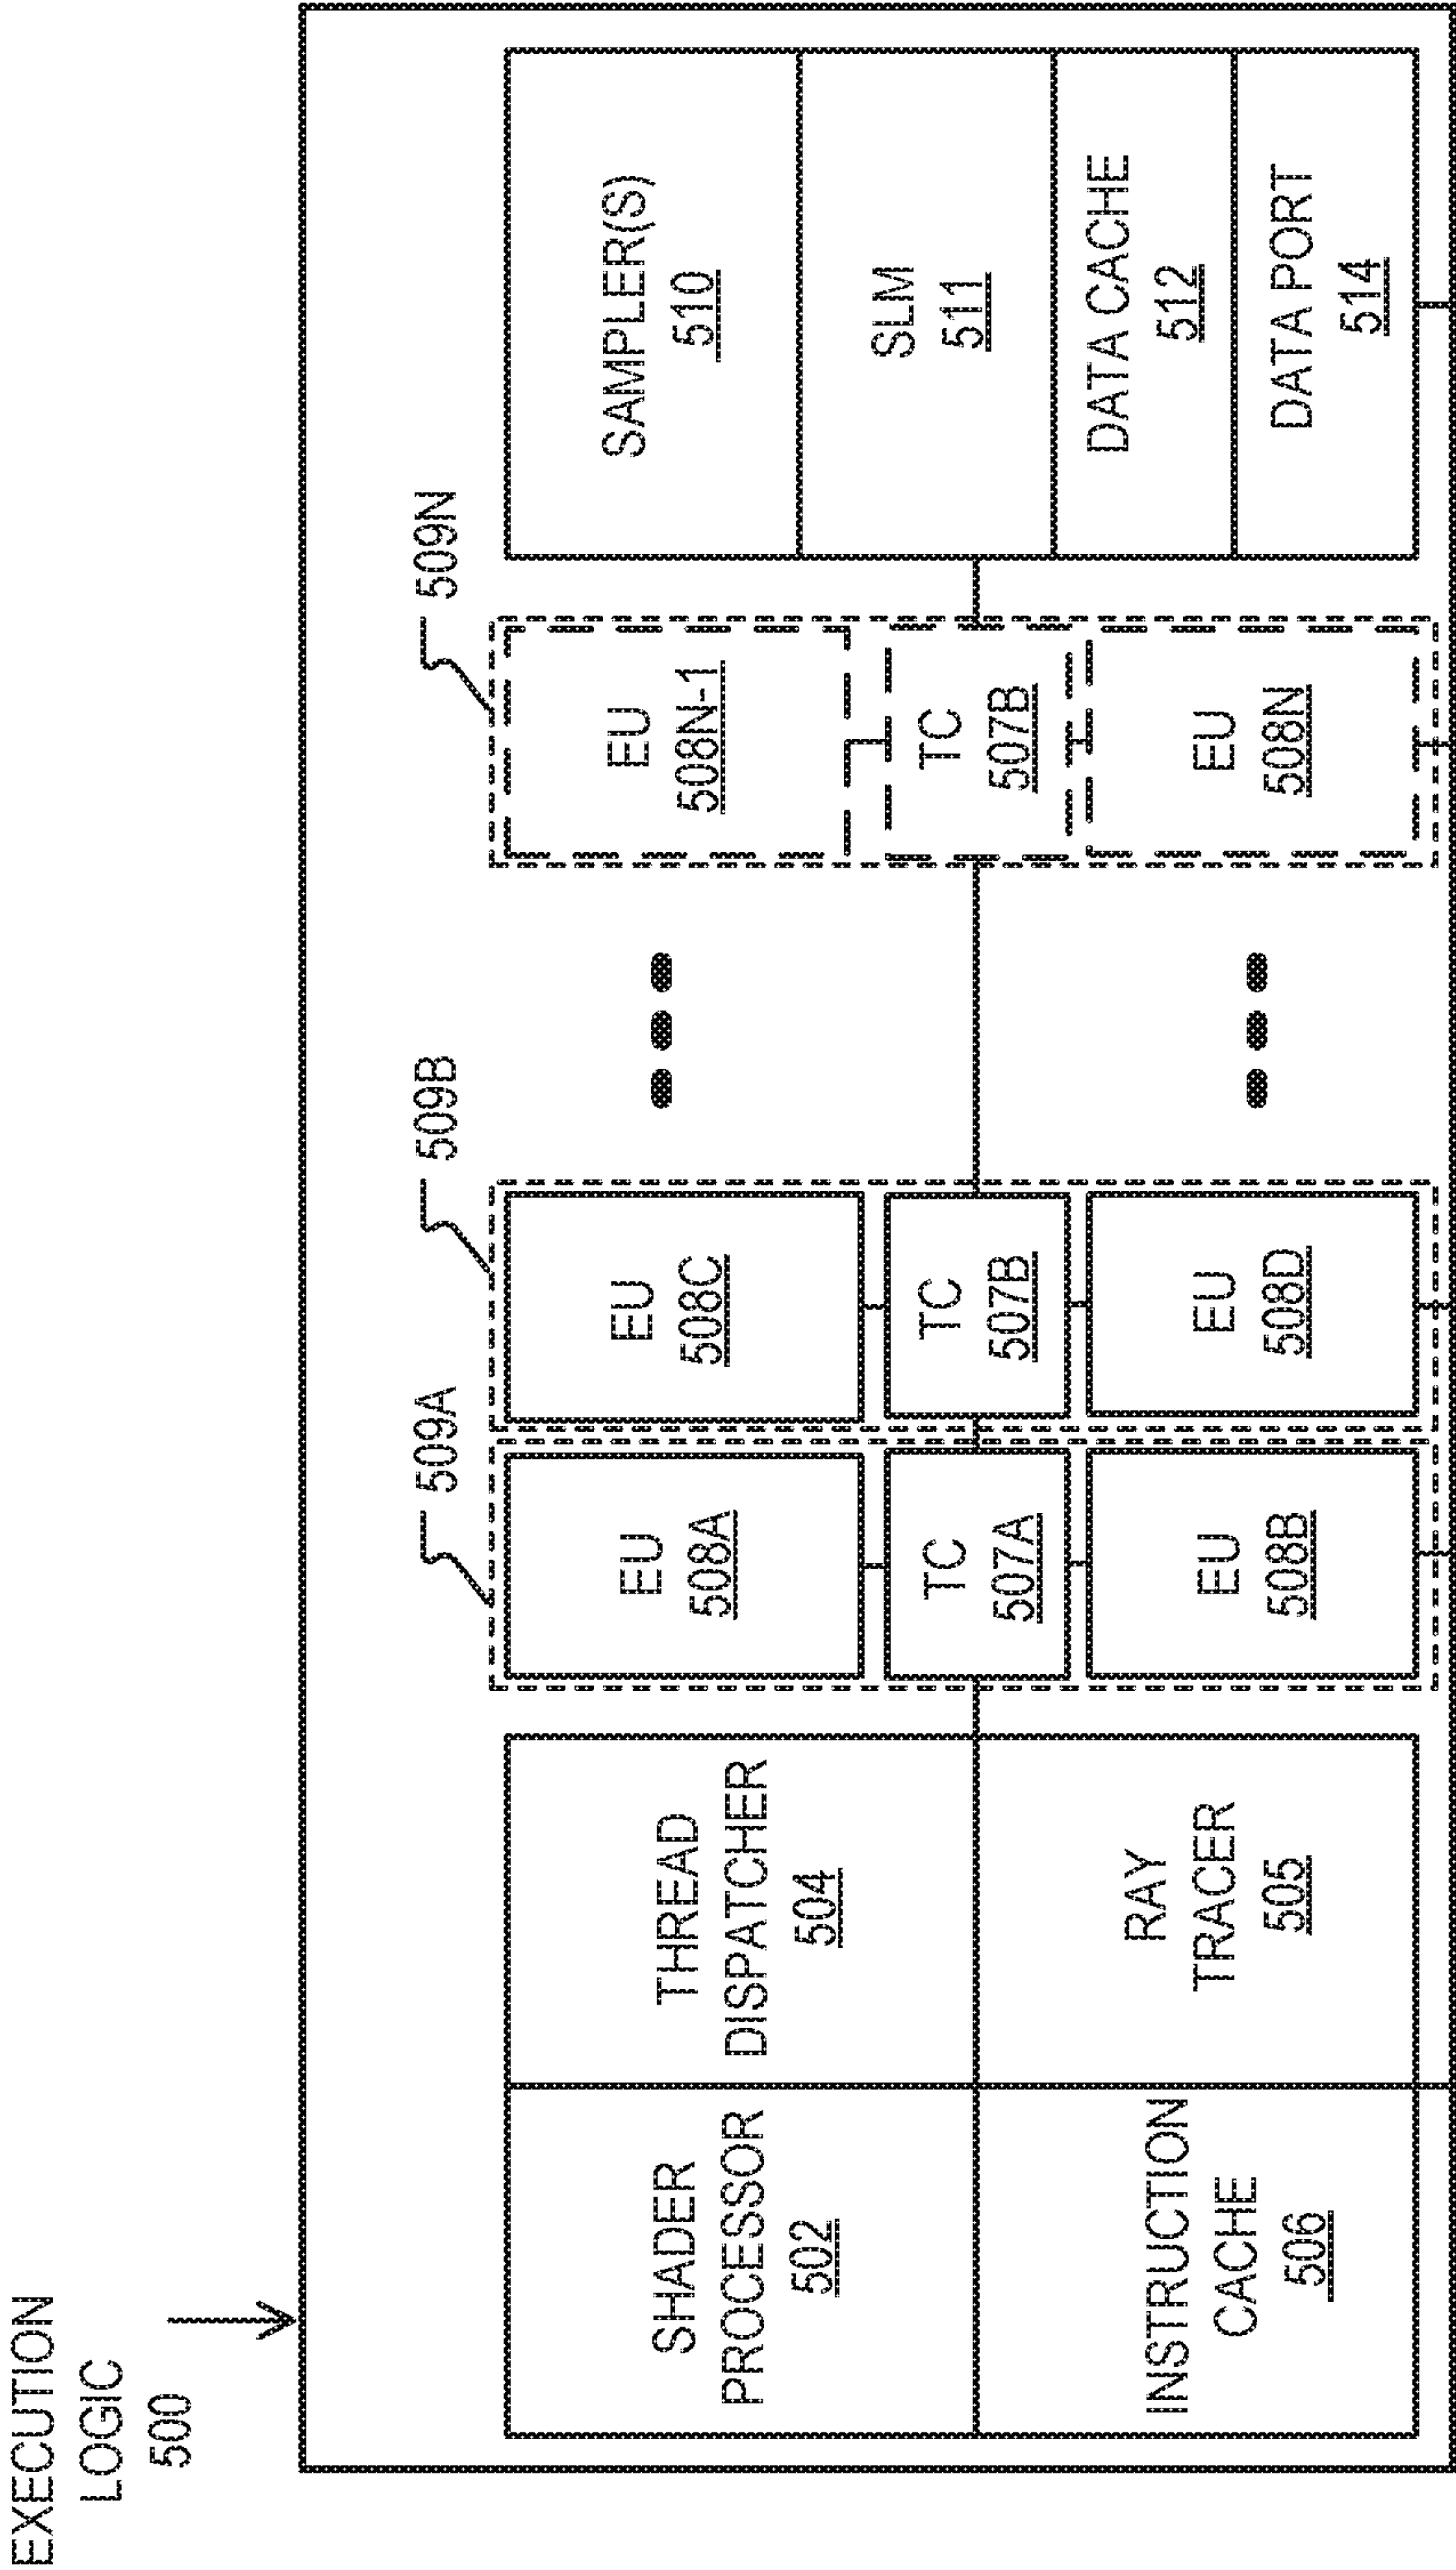 EXECUTION
LOGIC
500
509A
509B
509N
SHADER
PROCESSOR
502
THREAD
DISPATCHER
504
EU
508A
EU
508C
EU
508N-1
SAMPLER(S)
510
TC
507A
TC
507B
TC
507B
SLM
511
INSTRUCTION
CACHE
506
RAY
TRACER
505
EU
508B
EU
508D
EU
508N
DATA CACHE
512
DATA PORT
514